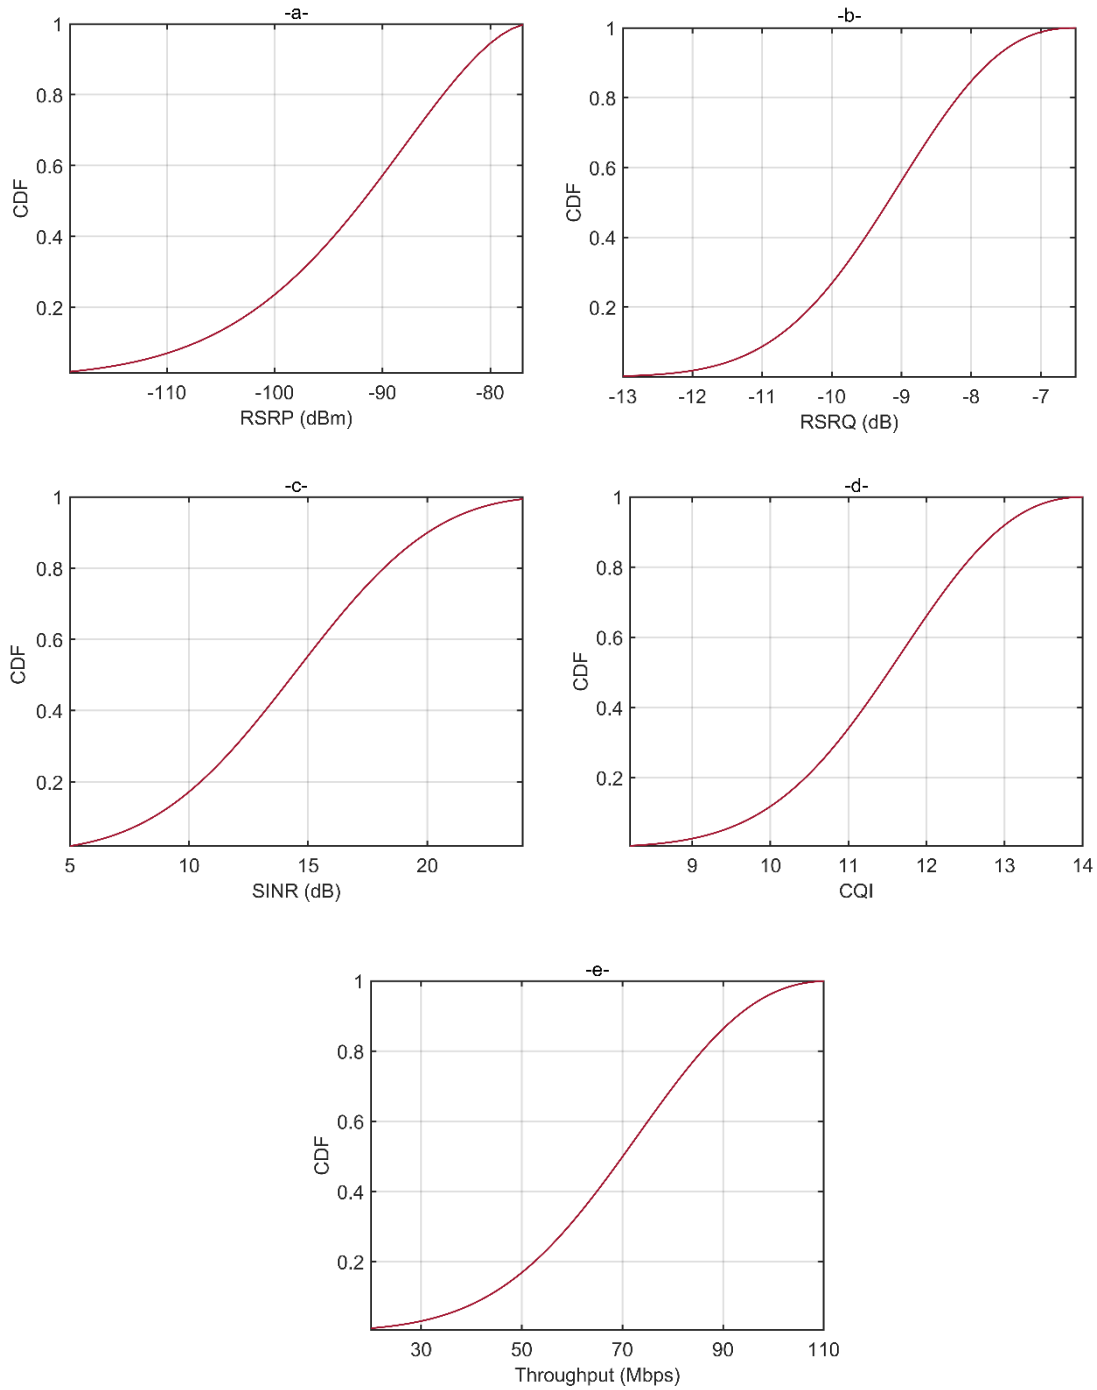 -a-
1
0.8
0.6
0.4
0.2
CDF
-110 -100 -90 -80
RSRP (dBm)
-b-
1
0.8
0.6
0.4
0.2
CDF
-13 -12 -11 -10 -9 -8 -7
RSRQ (dB)
-c-
1
0.8
0.6
0.4
0.2
CDF
5 10 15 20
SINR (dB)
-d-
1
0.8
0.6
0.4
0.2
CDF
9 10 11 12 13 14
CQI
-e-
1
0.8
0.6
0.4
0.2
CDF
30 50 70 90 110
Throughput (Mbps)